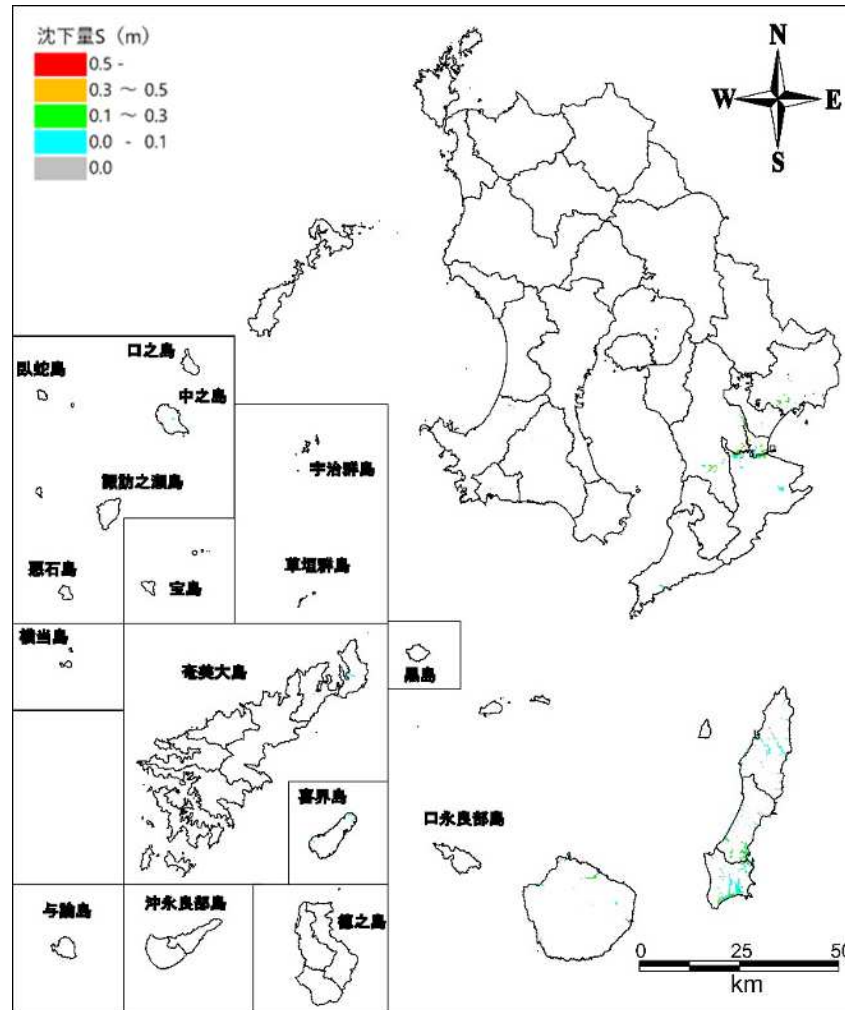 沈下量S（m）
0.5 -
0.3 ～ 0.5
0.1 ～ 0.3
0.0 - 0.1
0.0
N
W
E
S
口之島
臥蛇島
中之島
諏訪之瀬島
悪石島
宝島
宇治群島
草垣群島
横当島
奄美大島
黒島
喜界島
口永良部島
与論島
沖永良部島
徳之島
0
25
50
km